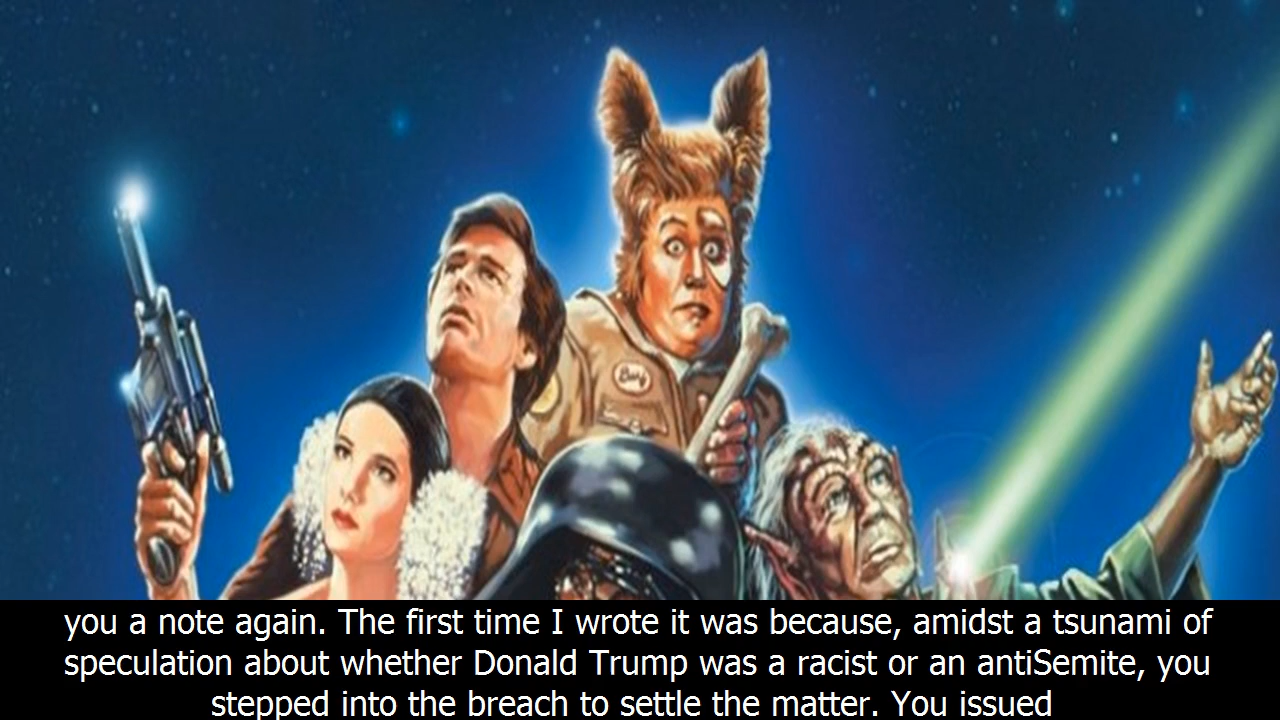 Barf
you a note again. The first time I wrote it was because, amidst a tsunami of
speculation about whether Donald Trump was a racist or an antiSemite, you
stepped into the breach to settle the matter. You issued